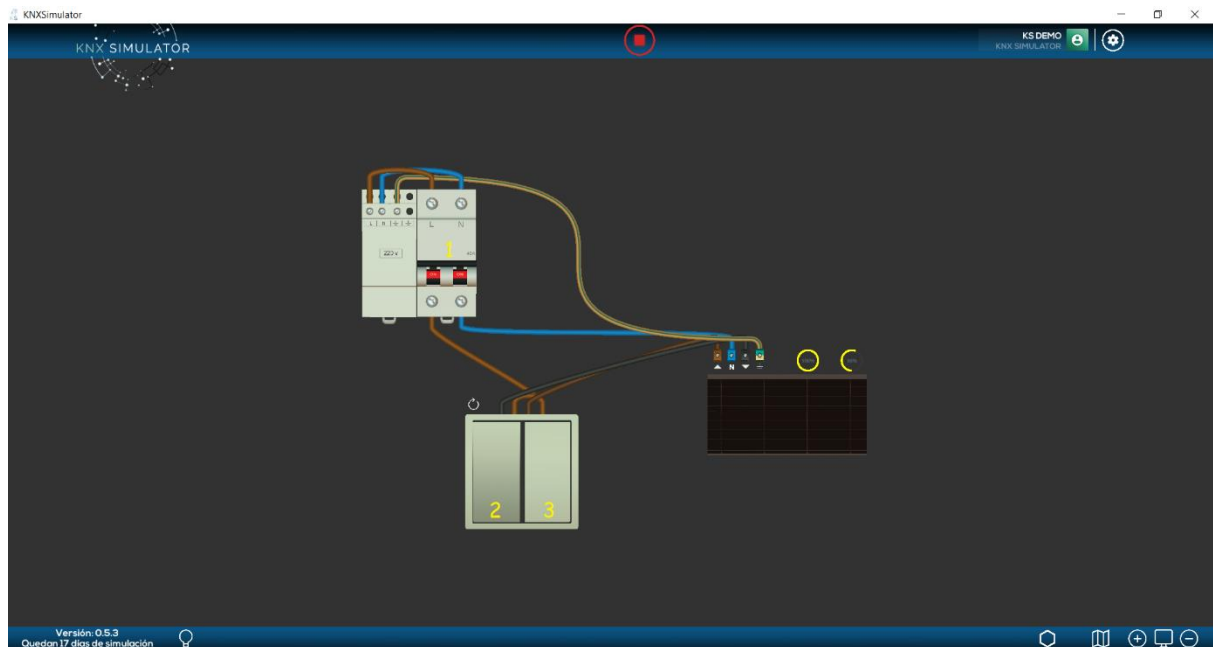 KNXSimulator
KNX SIMULATOR
KS DEMO
KNX SIMULATOR
L N
L N
220v
1
N
2 3
Versión: 0.5.3
Quedan 17 días de simulación